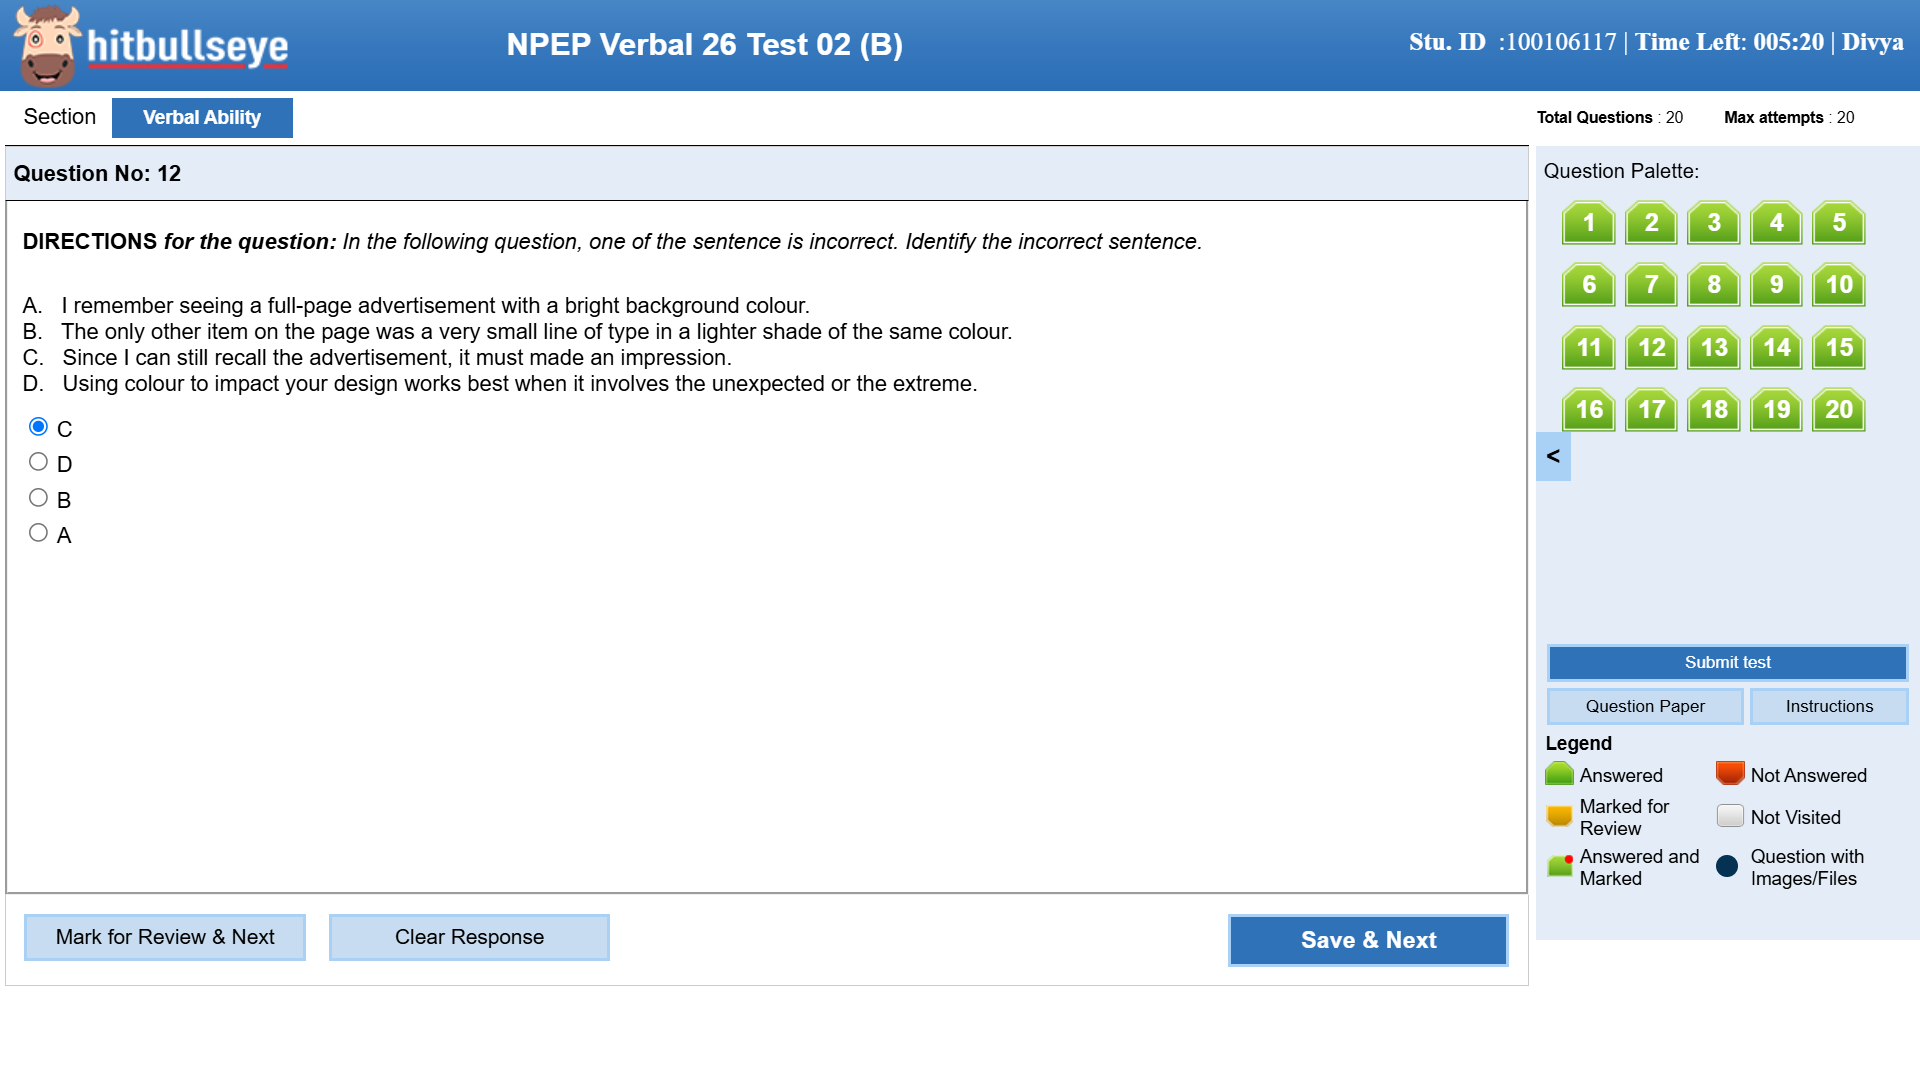 hitbullseye
NPEP Verbal 26 Test 02 (B)
Stu. ID :100106117 | Time Left: 005:20 | Divya
Section
Verbal Ability
Total Questions : 20
Max attempts : 20
Question No: 12
DIRECTIONS for the question: In the following question, one of the sentence is incorrect. Identify the incorrect sentence.
A. I remember seeing a full-page advertisement with a bright background colour.
B. The only other item on the page was a very small line of type in a lighter shade of the same colour.
C. Since I can still recall the advertisement, it must made an impression.
D. Using colour to impact your design works best when it involves the unexpected or the extreme.
C
D
B
A
Mark for Review & Next
Clear Response
Save & Next
Question Palette:
1 2 3 4 5
6 7 8 9 10
11 12 13 14 15
16 17 18 19 20
<
Submit test
Question Paper
Instructions
Legend
Answered
Not Answered
Marked for
Review
Not Visited
Answered and
Marked
Question with
Images/Files